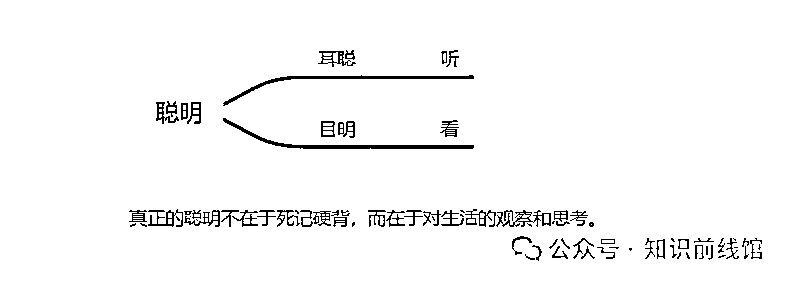 耳聪 听
聪明
目明 看
真正的聪明不在于死记硬背，而在于对生活的观察和思考。
公众号·知识前线馆